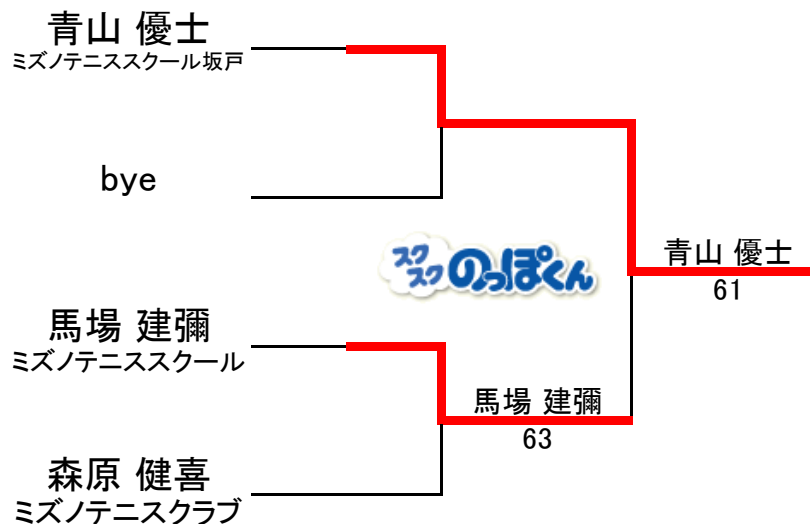 青山 優士
ミズノテニススクール坂戸
bye
スクスクのっぽくん
青山 優士
61
馬場 建彌
ミズノテニススクール
馬場 建彌
63
森原 健喜
ミズノテニスクラブ